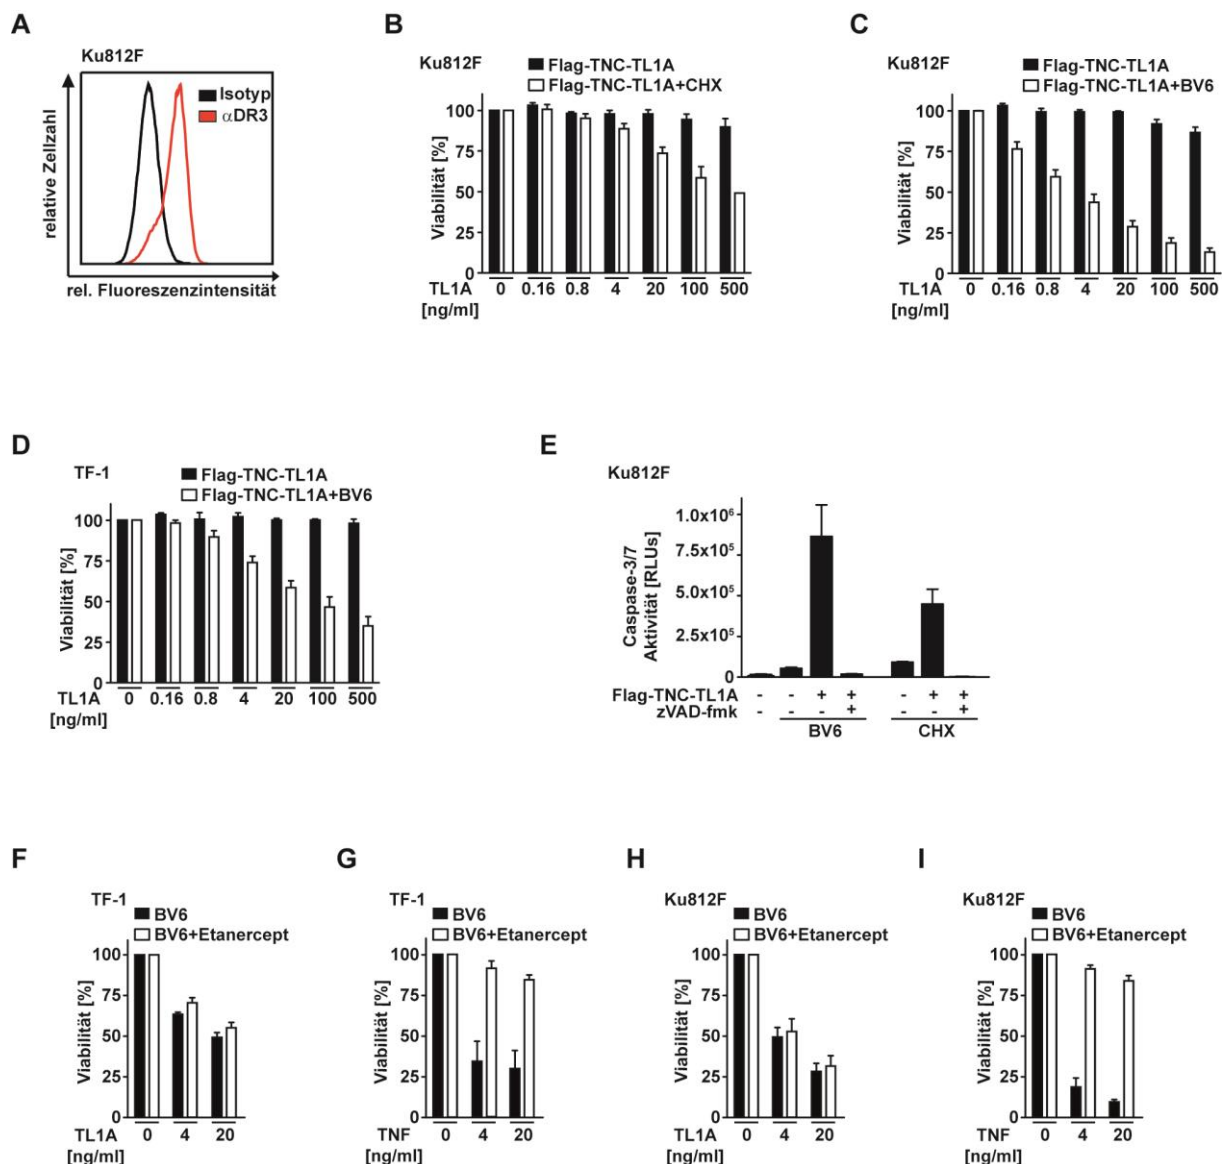 A
Ku812F
Isotyp
αDR3
relative Zellzahl
rel. Fluoreszenzintensität
B
Ku812F
Flag-TNC-TL1A
Flag-TNC-TL1A+CHX
Viabilität [%]
100
75
50
25
0
TL1A 0 0.16 0.8 4 20 100 500
[ng/ml]
C
Ku812F
Flag-TNC-TL1A
Flag-TNC-TL1A+BV6
Viabilität [%]
100
75
50
25
0
TL1A 0 0.16 0.8 4 20 100 500
[ng/ml]
D
TF-1
Flag-TNC-TL1A
Flag-TNC-TL1A+BV6
Viabilität [%]
100
75
50
25
0
TL1A 0 0.16 0.8 4 20 100 500
[ng/ml]
E
Ku812F
Caspase-3/7
Aktivität [RLUs]
1.0x10⁶
7.5x10⁵
5.0x10⁵
2.5x10⁵
0
Flag-TNC-TL1A - - + + - + +
zVAD-fmk - - - + - - +
BV6 CHX
F
TF-1
BV6
BV6+Etanercept
Viabilität [%]
100
75
50
25
0
TL1A 0 4 20
[ng/ml]
G
TF-1
BV6
BV6+Etanercept
Viabilität [%]
100
75
50
25
0
TNF 0 4 20
[ng/ml]
H
Ku812F
BV6
BV6+Etanercept
Viabilität [%]
100
75
50
25
0
TL1A 0 4 20
[ng/ml]
I
Ku812F
BV6
BV6+Etanercept
Viabilität [%]
100
75
50
25
0
TNF 0 4 20
[ng/ml]